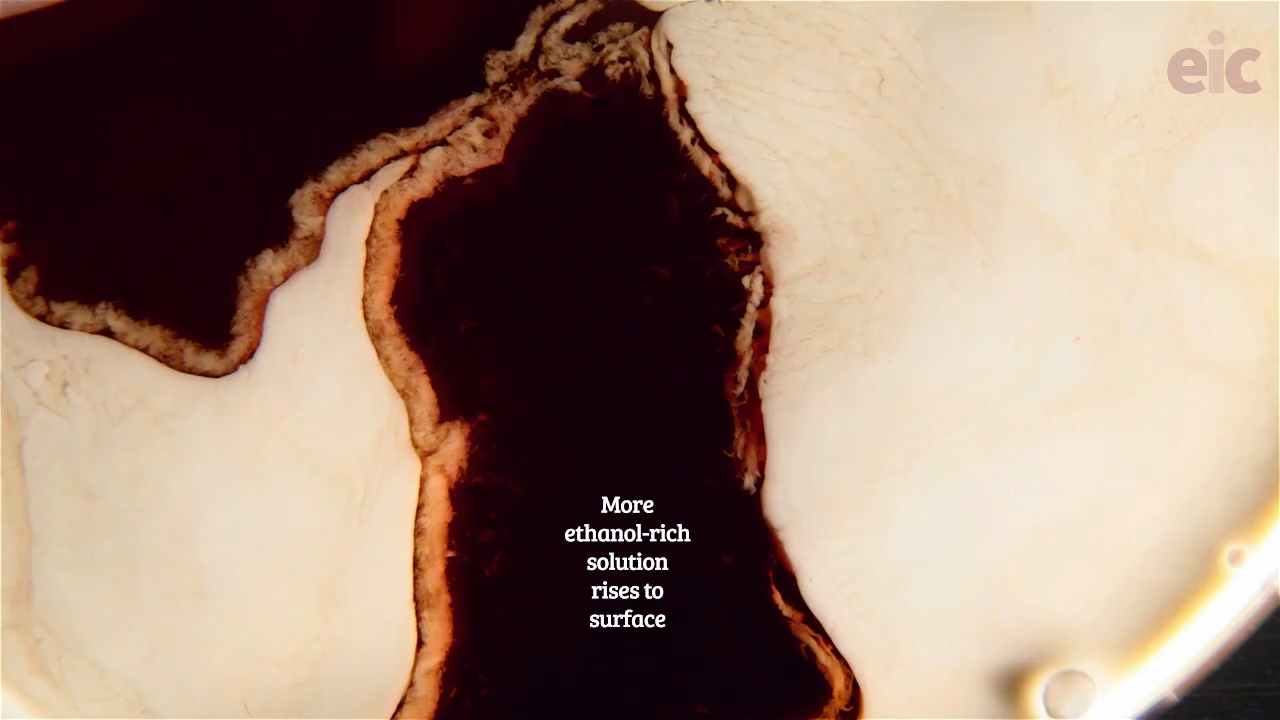 eic
More
ethanol-rich
solution
rises to
surface